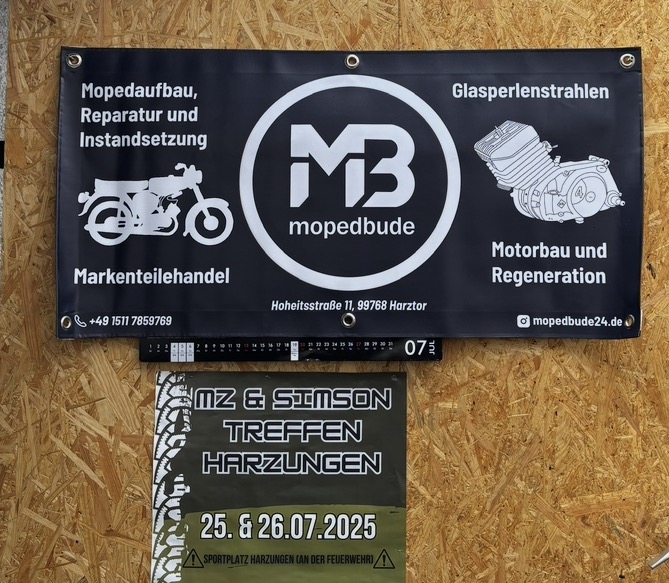 Mopedaufbau,
Reparatur und
Instandsetzung
Markenteilehandel
+49 1511 7859769
MB
mopedbude
Hoheitsstraße 11, 99768 Harztor
Glasperlenstrahlen
Motorbau und
Regeneration
mopedbude24.de
07 JUL
MZ & SIMSON
TREFFEN
HARZUNGEN
25. & 26.07.2025
SPORTPLATZ HARZUNGEN (AN DER FEUERWEHR)